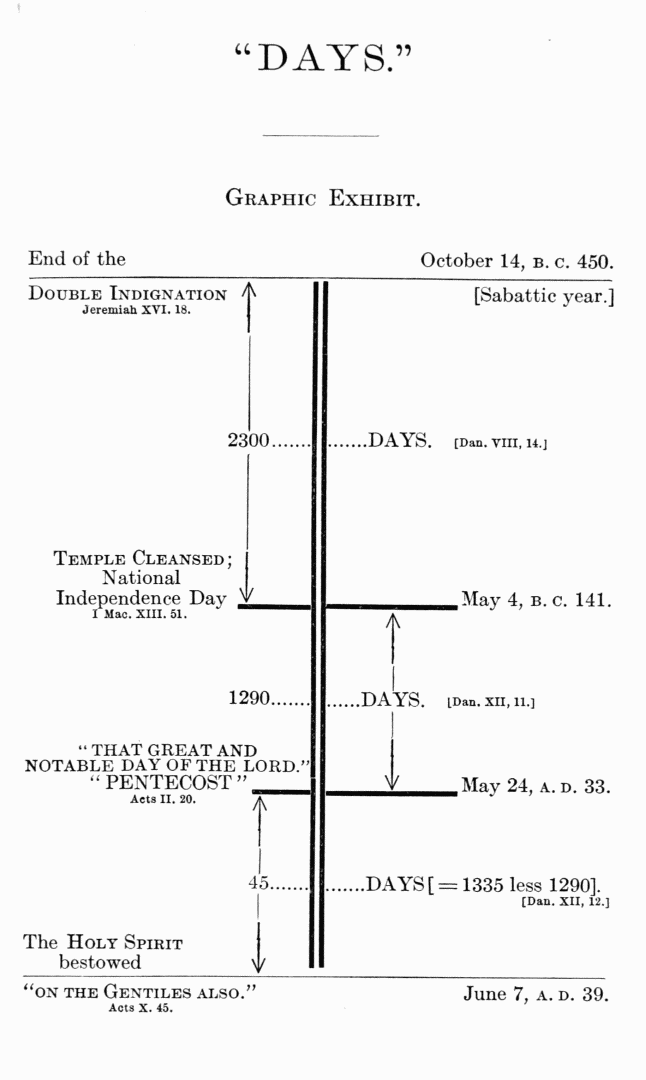 “DAYS.”
GRAPHIC EXHIBIT.
End of the October 14, B. C. 450.
DOUBLE INDIGNATION [Sabattic year.]
Jeremiah XVI. 18.
2300.......|.......DAYS. [Dan. VIII, 14.]
TEMPLE CLEANSED;
National
Independence Day May 4, B. C. 141.
I Mac. XIII. 51.
1290.......|......DAYS. [Dan. XII, 11.]
“THAT GREAT AND
NOTABLE DAY OF THE LORD.”
“PENTECOST” May 24, A. D. 33.
Acts II. 20.
45.......|.......DAYS [=1335 less 1290].
[Dan. XII, 12.]
The HOLY SPIRIT
bestowed
“ON THE GENTILES ALSO.” June 7, A. D. 39.
Acts X. 45.